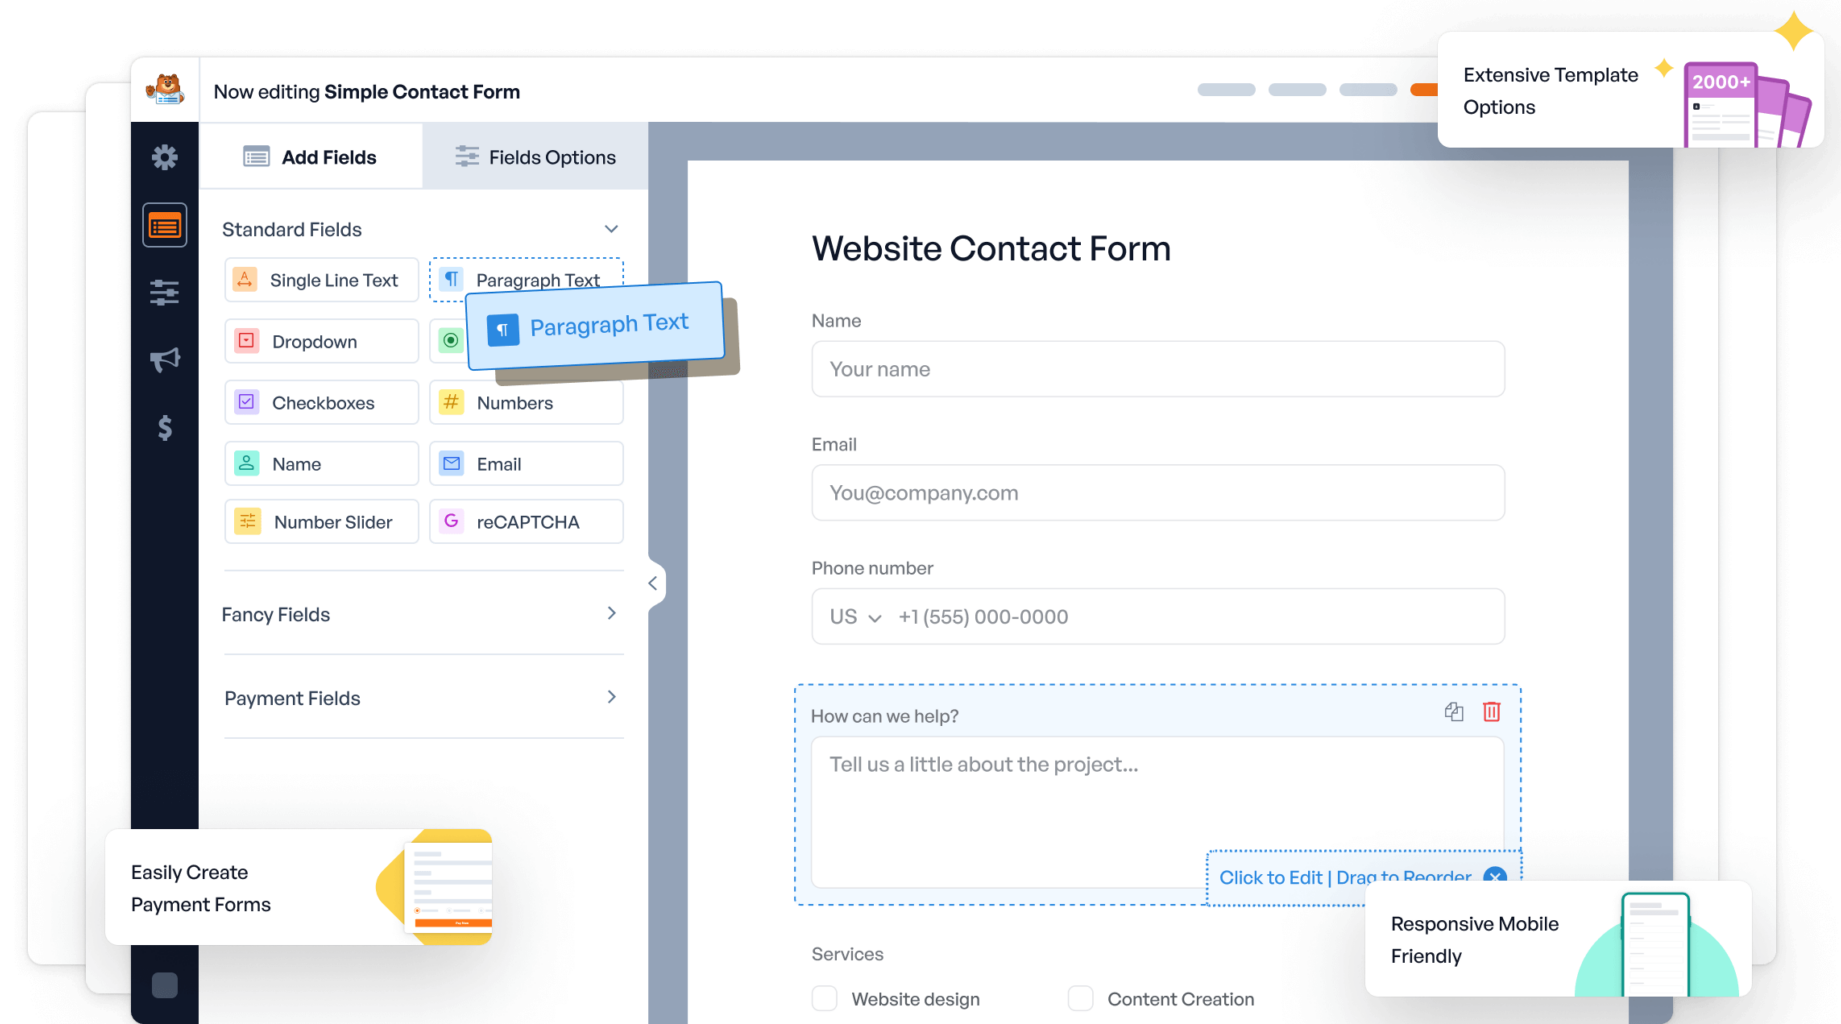 Now editing Simple Contact Form
Extensive Template
Options
2000+
Add Fields
Fields Options
Standard Fields
Single Line Text
Paragraph Text
Paragraph Text
Dropdown
Checkboxes
# Numbers
Name
Email
Number Slider
G reCAPTCHA
Fancy Fields
Payment Fields
Easily Create
Payment Forms
Website Contact Form
Name
Your name
Email
You@company.com
Phone number
US +1 (555) 000-0000
How can we help?
Tell us a little about the project...
Click to Edit | Drag to Reorder
Responsive Mobile
Friendly
Services
Website design
Content Creation